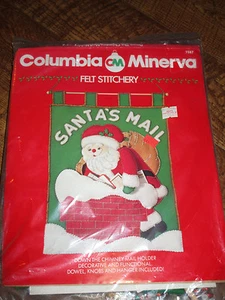 Columbia CM Minerva
FELT STITCHERY
SANTA'S MAIL
DOWN THE CHIMNEY MAIL HOLDER
DECORATIVE AND FUNCTIONAL
DOWEL, KNOBS AND HANGER INCLUDED!